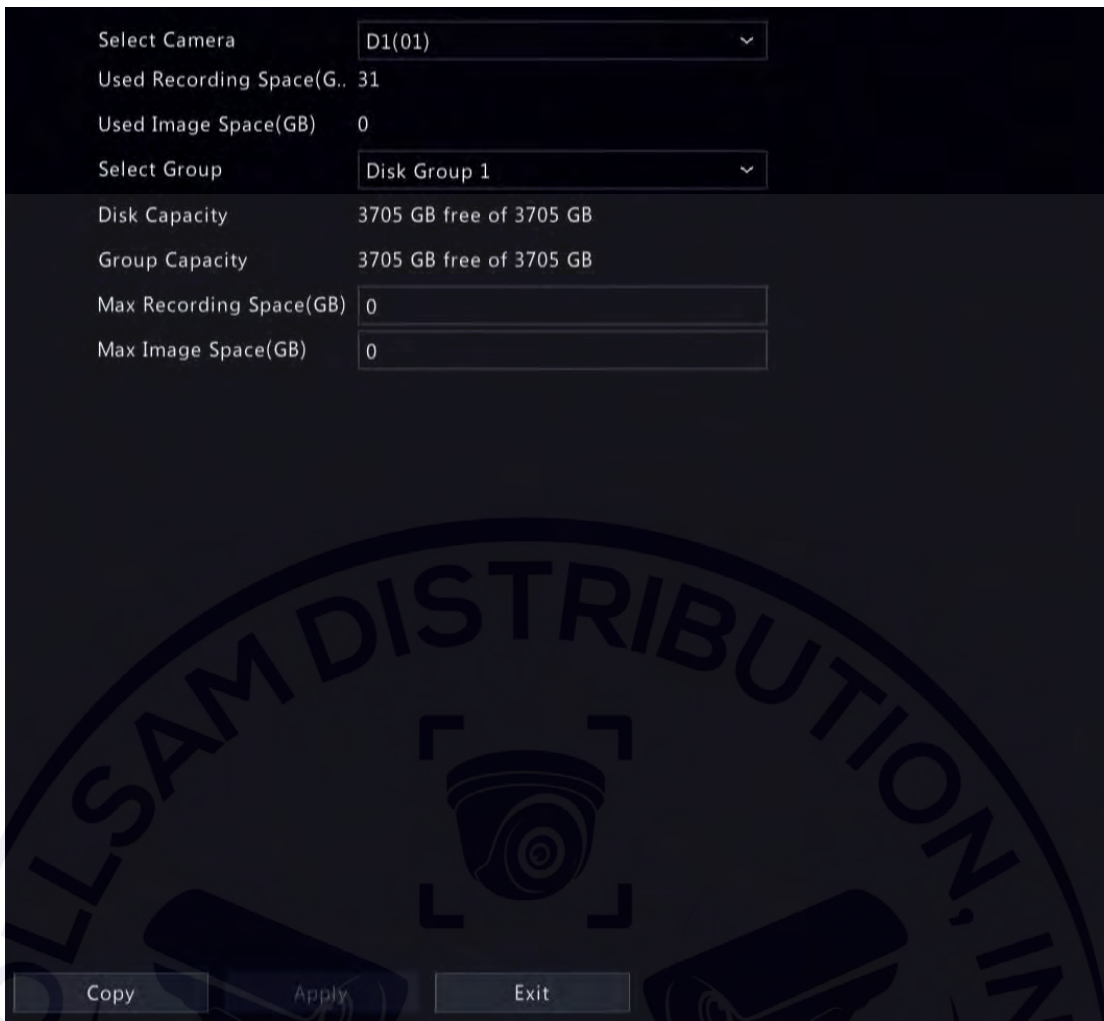 Select Camera D1(01)
Used Recording Space(G.. 31
Used Image Space(GB) 0
Select Group Disk Group 1
Disk Capacity 3705 GB free of 3705 GB
Group Capacity 3705 GB free of 3705 GB
Max Recording Space(GB) 0
Max Image Space(GB) 0
OLLSAM DISTRIBUTION, IN
Copy Apply Exit